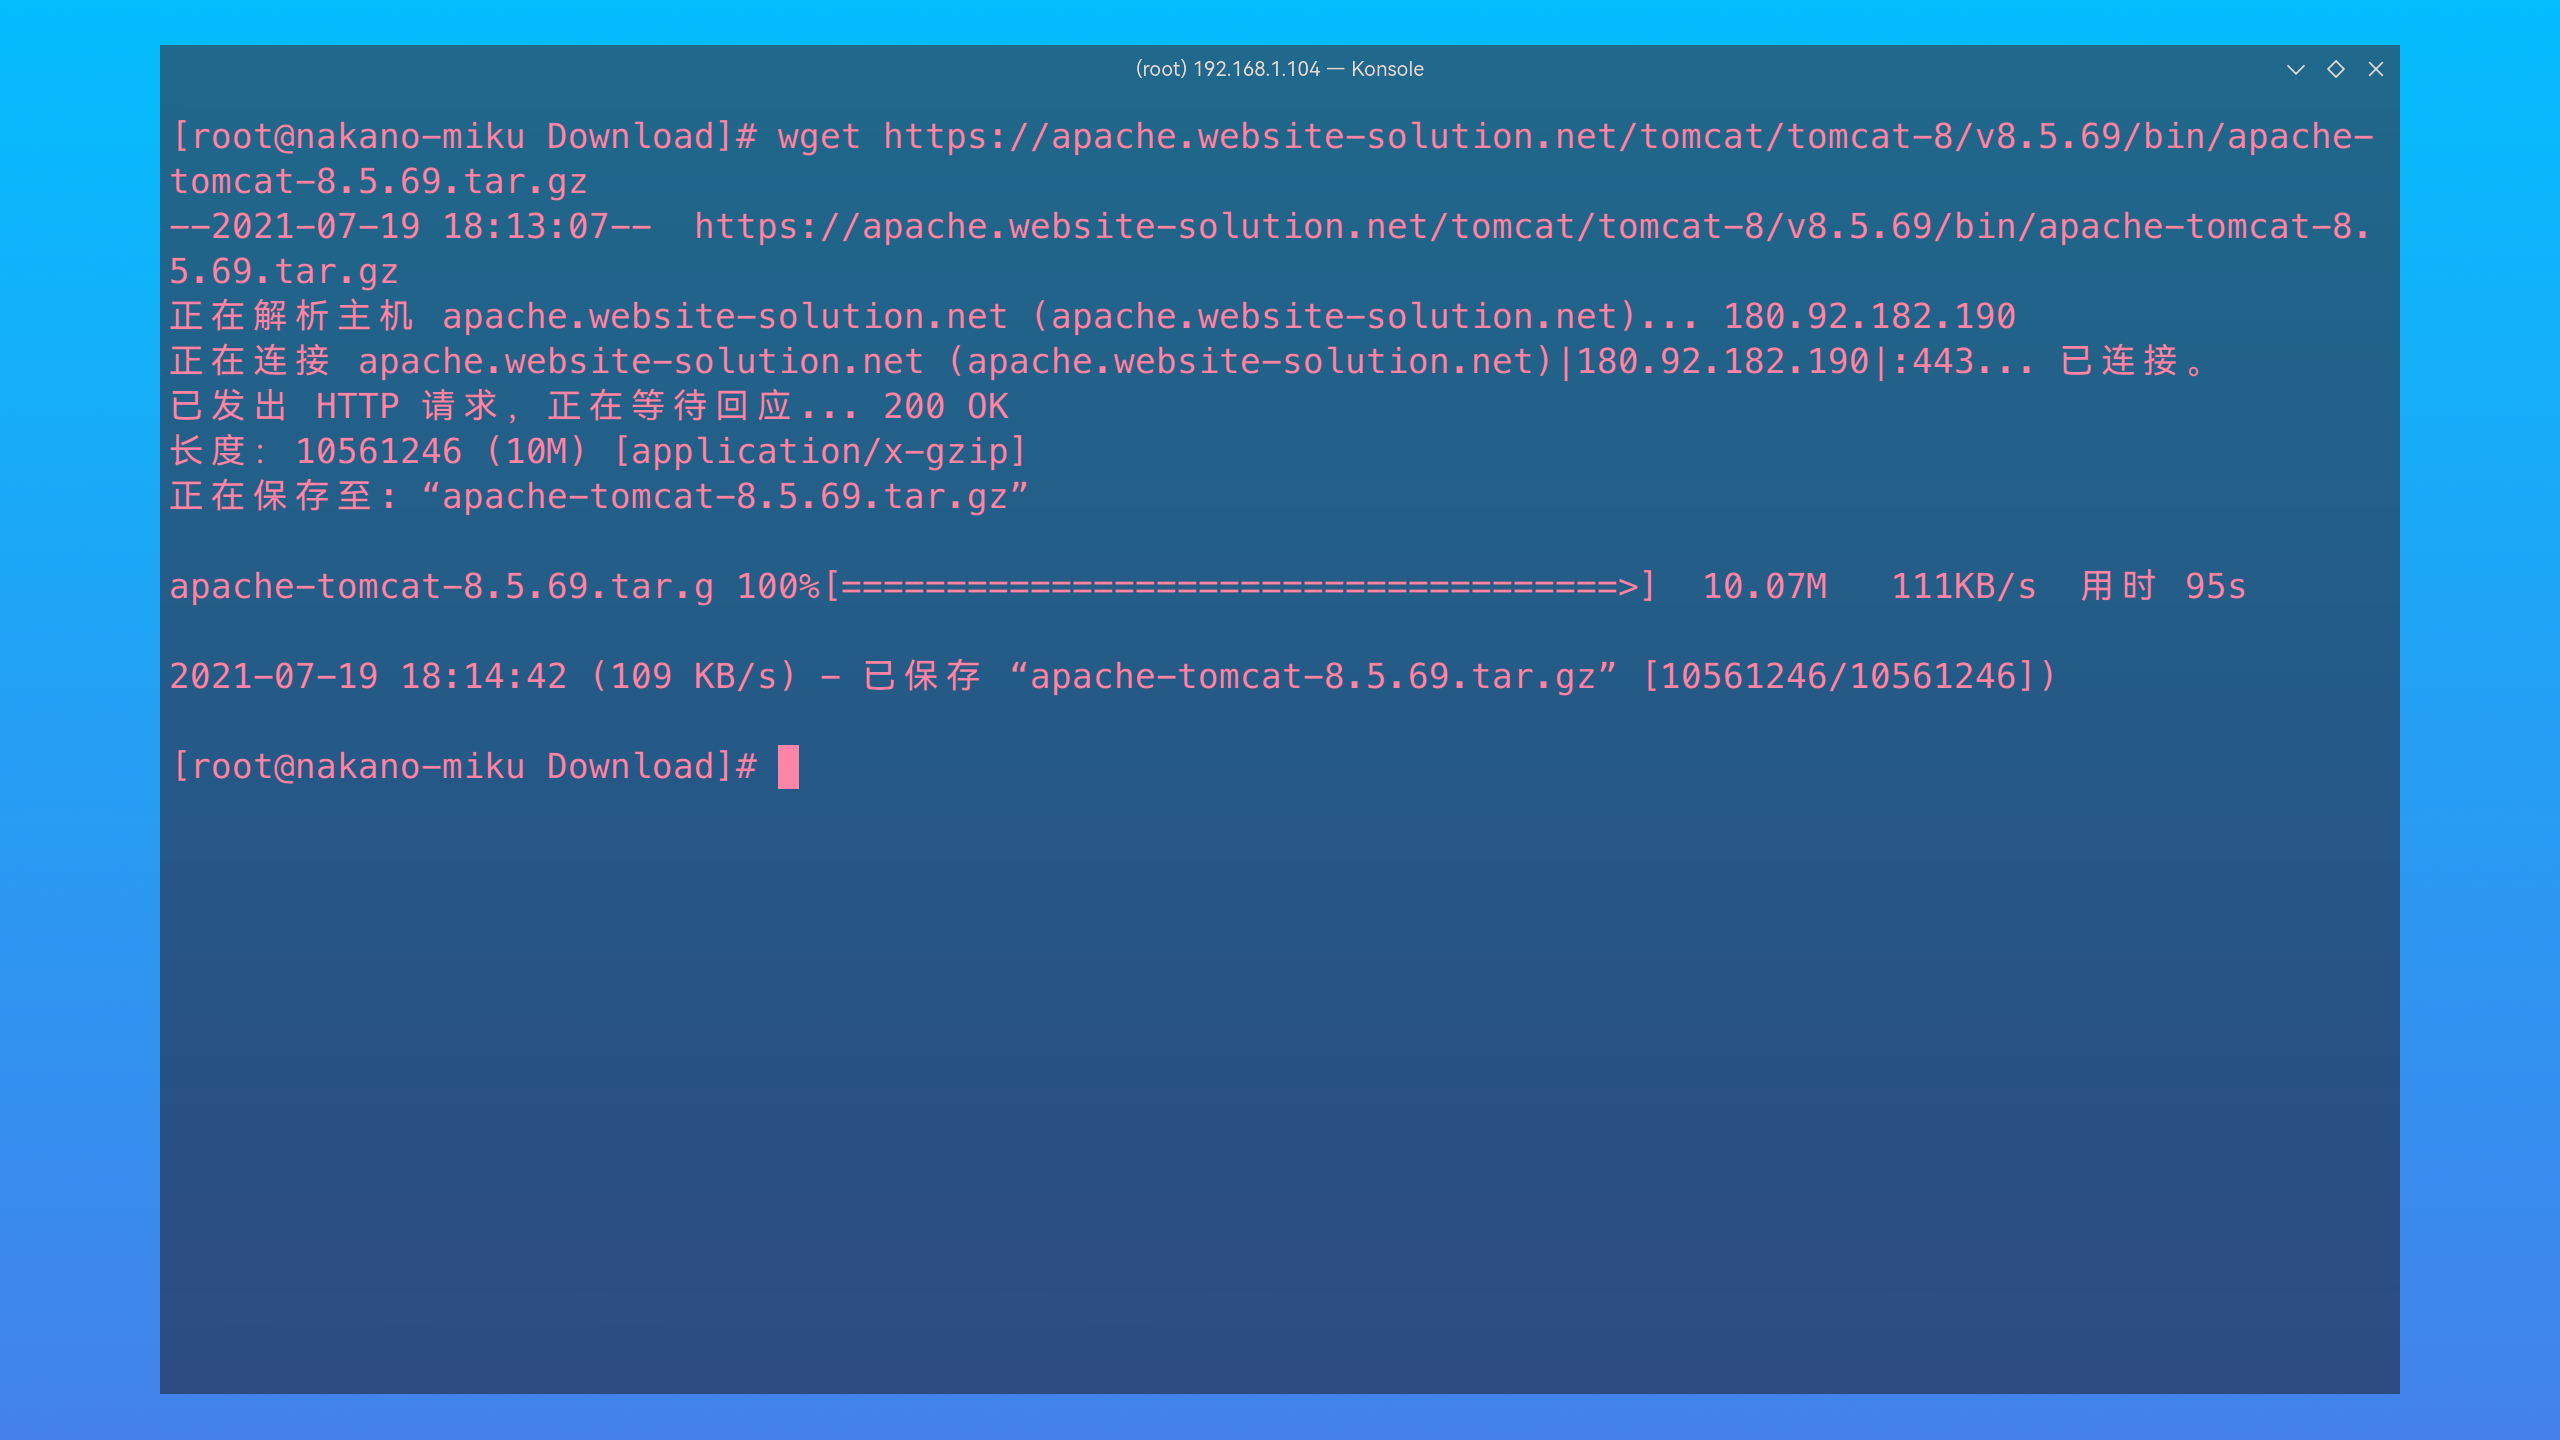 (root) 192.168.1.104 — Konsole
[root@nakano-miku Download]# wget https://apache.website-solution.net/tomcat/tomcat-8/v8.5.69/bin/apache-
tomcat-8.5.69.tar.gz
--2021-07-19 18:13:07--  https://apache.website-solution.net/tomcat/tomcat-8/v8.5.69/bin/apache-tomcat-8.
5.69.tar.gz
正在解析主机 apache.website-solution.net (apache.website-solution.net)... 180.92.182.190
正在连接 apache.website-solution.net (apache.website-solution.net)|180.92.182.190|:443... 已连接。
已发出 HTTP 请求，正在等待回应... 200 OK
长度：10561246 (10M) [application/x-gzip]
正在保存至: “apache-tomcat-8.5.69.tar.gz”
apache-tomcat-8.5.69.tar.g 100%[=====================================>]  10.07M   111KB/s  用时 95s
2021-07-19 18:14:42 (109 KB/s) - 已保存 “apache-tomcat-8.5.69.tar.gz” [10561246/10561246])
[root@nakano-miku Download]#